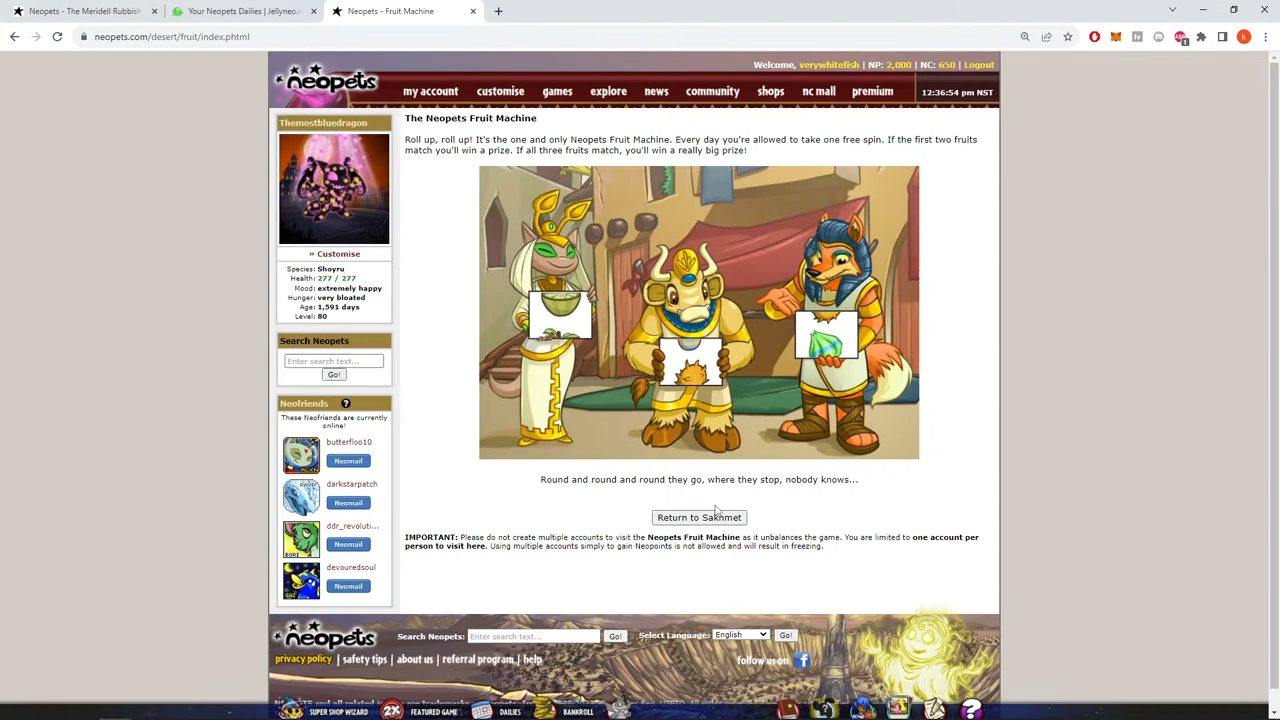 Neopets - The Meridell Rubbish
Your Neopets Dailies | Jellyneo.
Neopets - Fruit Machine
neopets.com/desert/fruit/index.phtml
Welcome, verywhitefish | NP: 2,000 | NC: 650 | Logout
neopets
my account customise games explore news community shops nc mall premium
12:36:54 pm NST
Themostbluedragon
» Customise
Species: Shoyru
Health: 277 / 277
Mood: extremely happy
Hunger: very bloated
Age: 1,591 days
Level: 80
Search Neopets
Enter search text...
Go!
Neofriends ?
These Neofriends are currently
online!
butterfloo10
Neomail
darkstarpatch
Neomail
ddr_revoluti...
Neomail
devouredsoul
Neomail
The Neopets Fruit Machine
Roll up, roll up! It's the one and only Neopets Fruit Machine. Every day you're allowed to take one free spin. If the first two fruits
match you'll win a prize. If all three fruits match, you'll win a really big prize!
Round and round and round they go, where they stop, nobody knows...
Return to Sakhmet
IMPORTANT: Please do not create multiple accounts to visit the Neopets Fruit Machine as it unbalances the game. You are limited to one account per
person to visit here. Using multiple accounts simply to gain Neopoints is not allowed and will result in freezing.
neopets
Search Neopets: Enter search text... Go! Select Language: English Go!
privacy policy | safety tips | about us | referral program | help
follow us on f
SUPER SHOP WIZARD 2X FEATURED GAME DAILIES BANKROLL